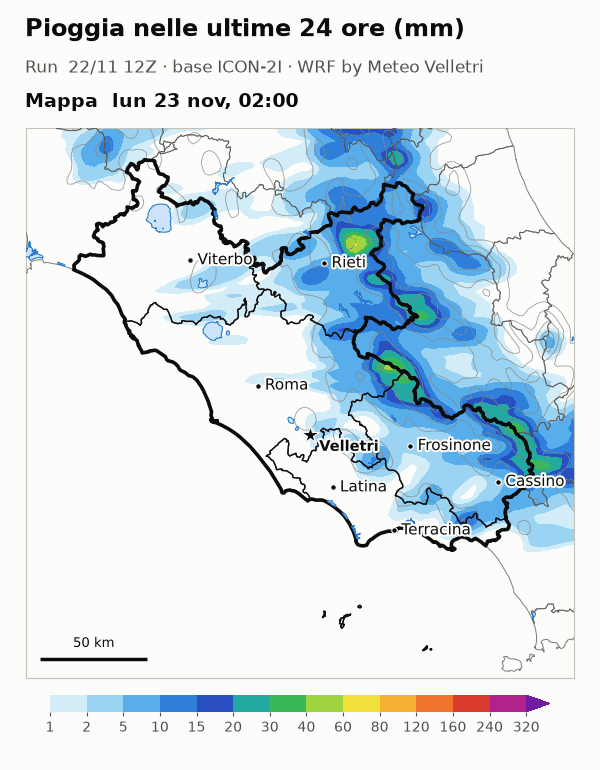 Pioggia nelle ultime 24 ore (mm)
Run  22/11 12Z · base ICON-2I · WRF by Meteo Velletri
Mappa  lun 23 nov, 02:00
Viterbo
Rieti
Roma
Velletri
Frosinone
Cassino
Latina
Terracina
50 km
1 2 5 10 15 20 30 40 60 80 120 160 240 320